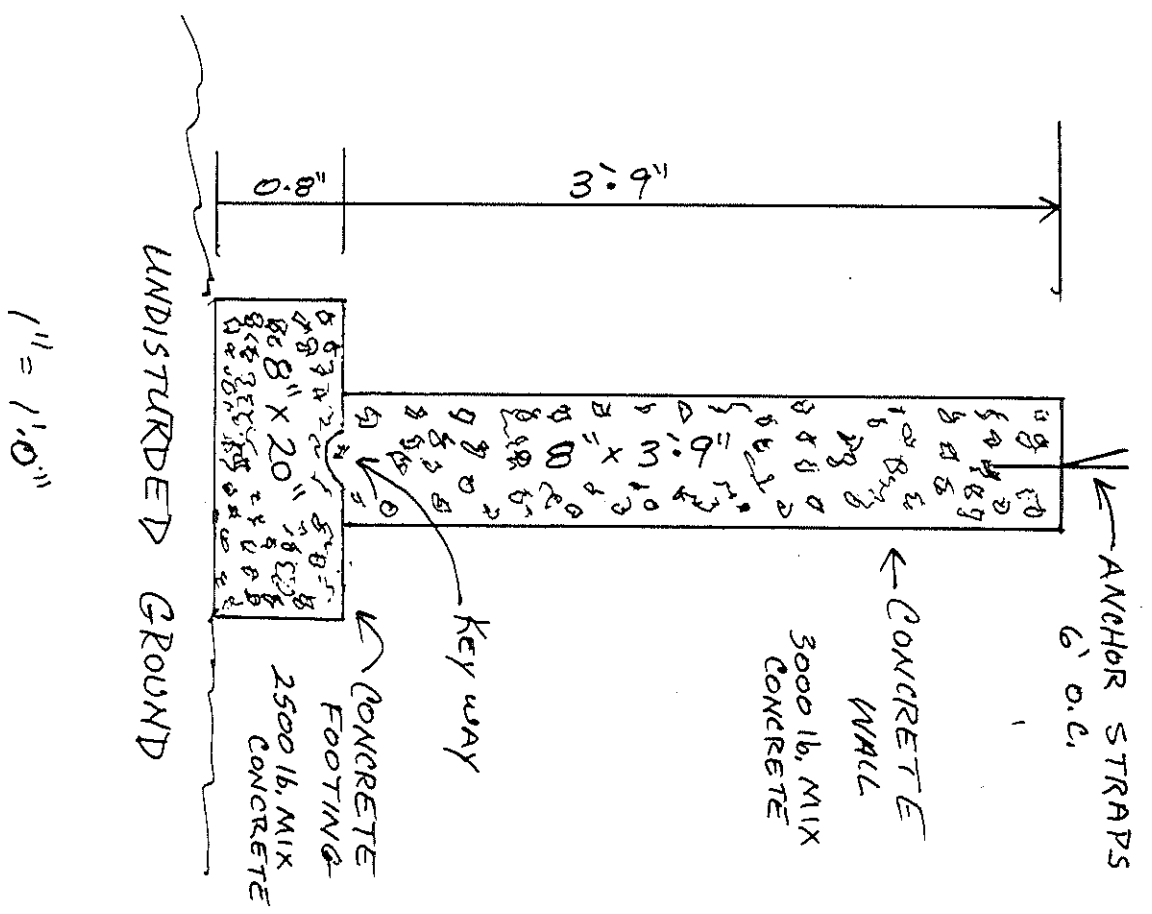 ANCHOR STRAPS
6' O.C.
CONCRETE
WALL
3000 lb. MIX
CONCRETE
3'.9"
8" x 3'.9"
KEY WAY
0.8"
8" x 20"
CONCRETE
FOOTING
2500 lb. MIX
CONCRETE
UNDISTURDED GROUND
1" = 1'.0"